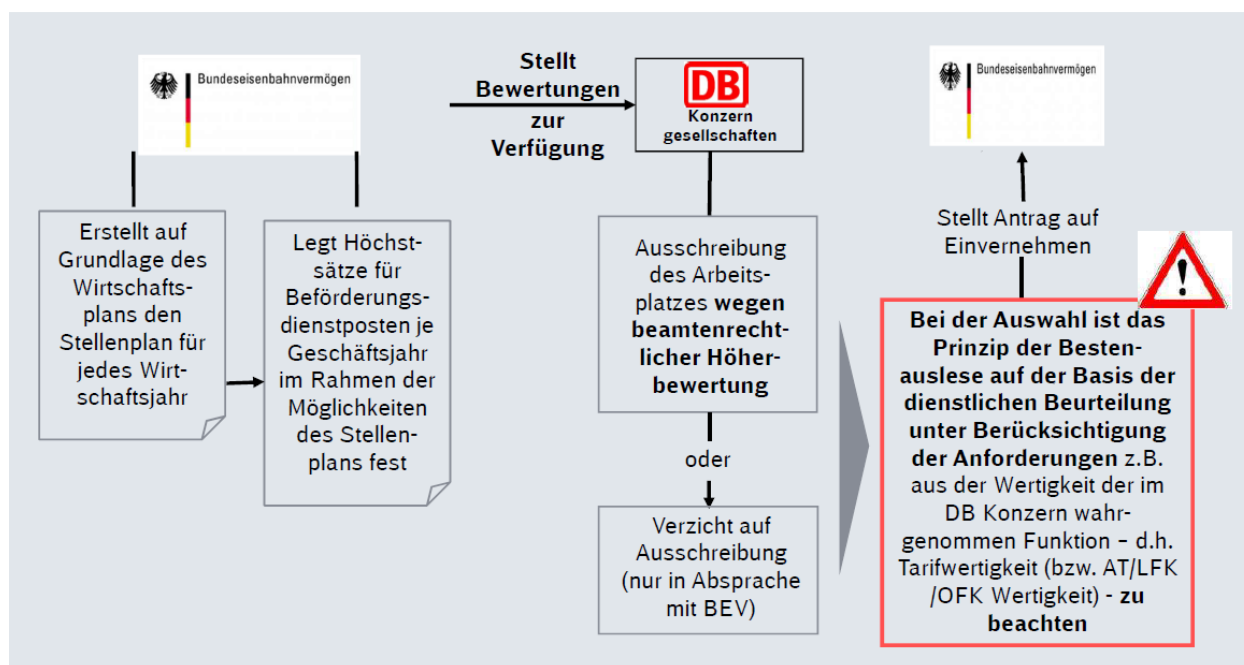 Bundeseisenbahnvermögen
Erstellt auf
Grundlage des
Wirtschafts-
plans den
Stellenplan für
jedes Wirt-
schaftsjahr
Legt Höchst-
sätze für
Beförderungs-
dienstposten je
Geschäftsjahr
im Rahmen der
Möglichkeiten
des Stellen-
plans fest
Stellt
Bewertungen
zur
Verfügung
DB
Konzern
gesellschaften
Ausschreibung
des Arbeits-
platzes wegen
beamtenrecht-
licher Höher-
bewertung
oder
Verzicht auf
Ausschreibung
(nur in Absprache
mit BEV)
Bundeseisenbahnvermögen
Stellt Antrag auf
Einvernehmen
!
Bei der Auswahl ist das
Prinzip der Besten-
auslese auf der Basis der
dienstlichen Beurteilung
unter Berücksichtigung
der Anforderungen z.B.
aus der Wertigkeit der im
DB Konzern wahr-
genommen Funktion – d.h.
Tarifwertigkeit (bzw. AT/LFK
/OFK Wertigkeit) - zu
beachten